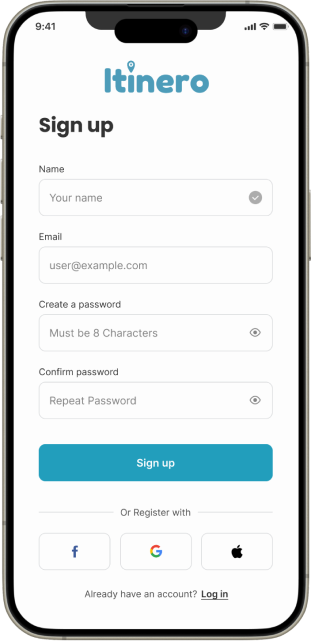 9:41
Itinero
Sign up
Name
Your name
Email
user@example.com
Create a password
Must be 8 Characters
Confirm password
Repeat Password
Sign up
Or Register with
Already have an account? Log in